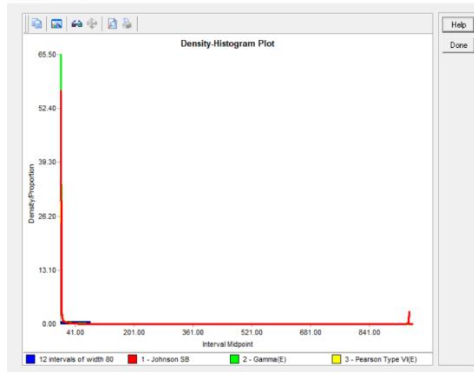 Help
Done
Density-Histogram Plot
65.50
52.40
39.30
26.20
13.10
0.00
Density/Proportion
41.00 201.00 361.00 521.00 681.00 841.00
Interval Midpoint
12 intervals of width 80 1 - Johnson SB 2 - Gamma(E) 3 - Pearson Type VI(E)